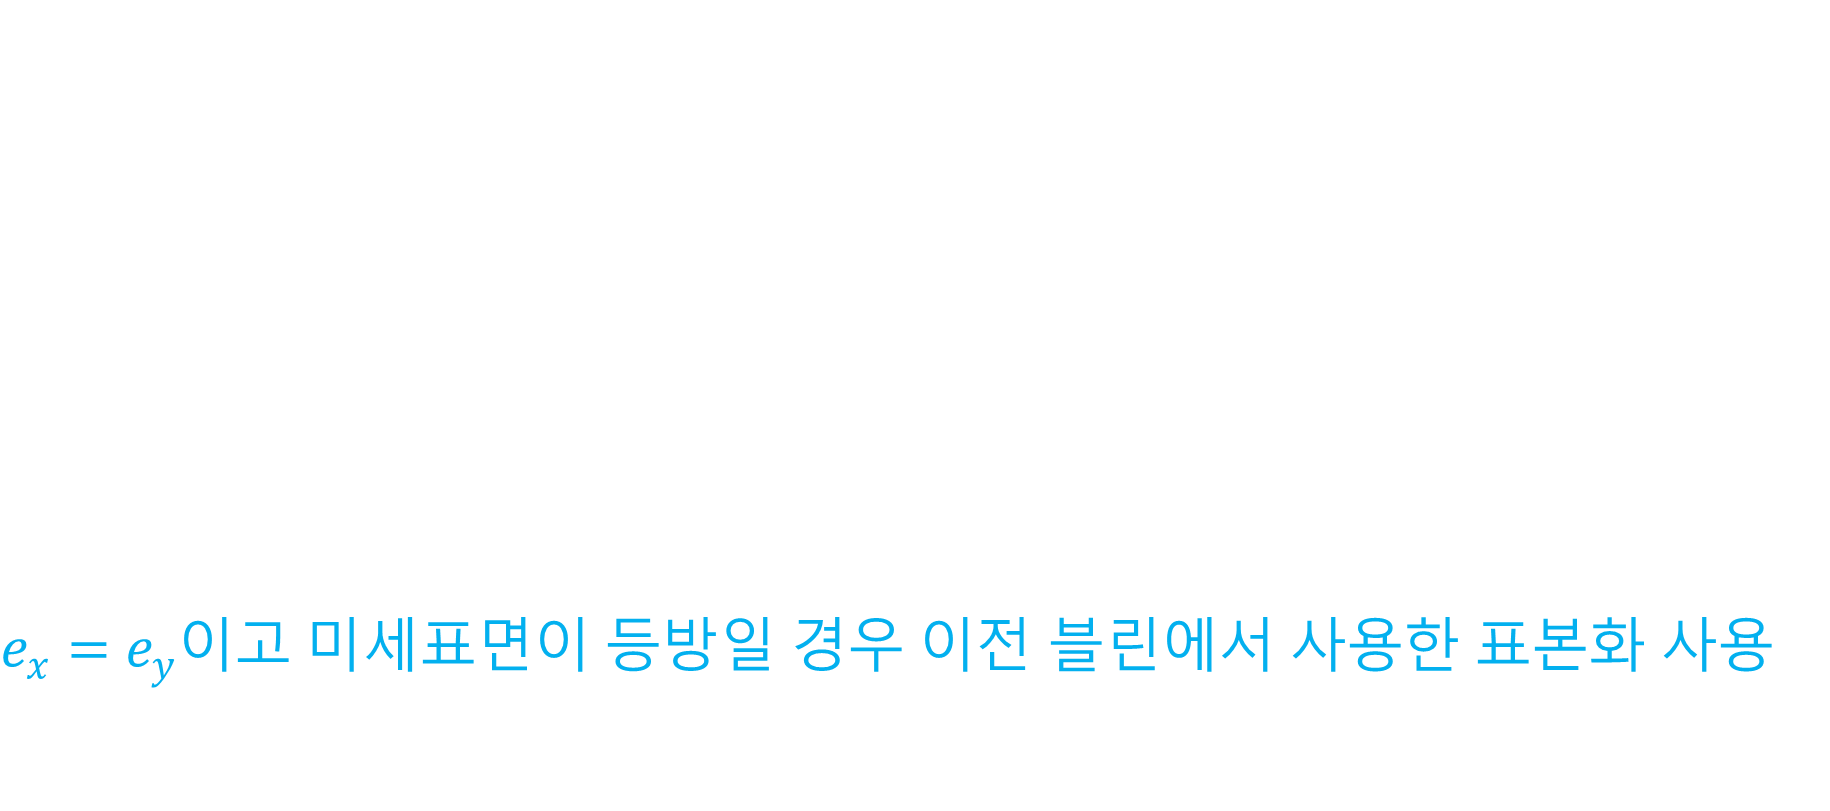 e_x = e_y이고 미세표면이 등방일 경우 이전 블린에서 사용한 표본화 사용